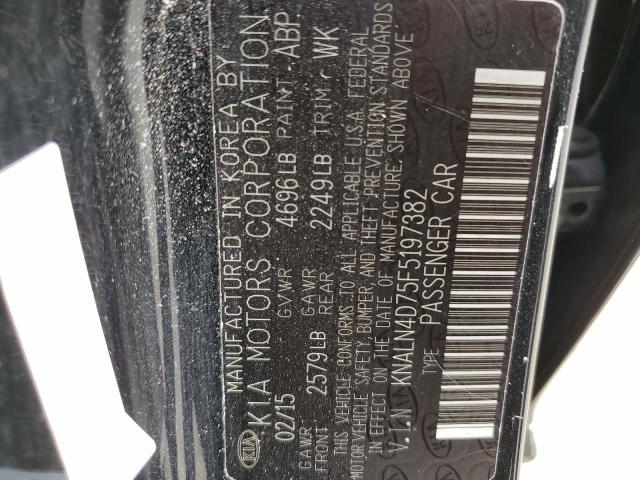 MANUFACTURED IN KOREA BY
KIA KIA MOTORS CORPORATION
02/15 GVWR 4696LB PAINT: ABP
GAWR FRONT 2579LB GAWR REAR 2249LB TRIM: WK
THIS VEHICLE CONFORMS TO ALL APPLICABLE U.S.A. FEDERAL
MOTOR VEHICLE SAFETY, BUMPER, AND THEFT PREVENTION STANDARDS
IN EFFECT ON THE DATE OF MANUFACTURE SHOWN ABOVE
V.I.N: KNALN4D75F5197382
TYPE: PASSENGER CAR